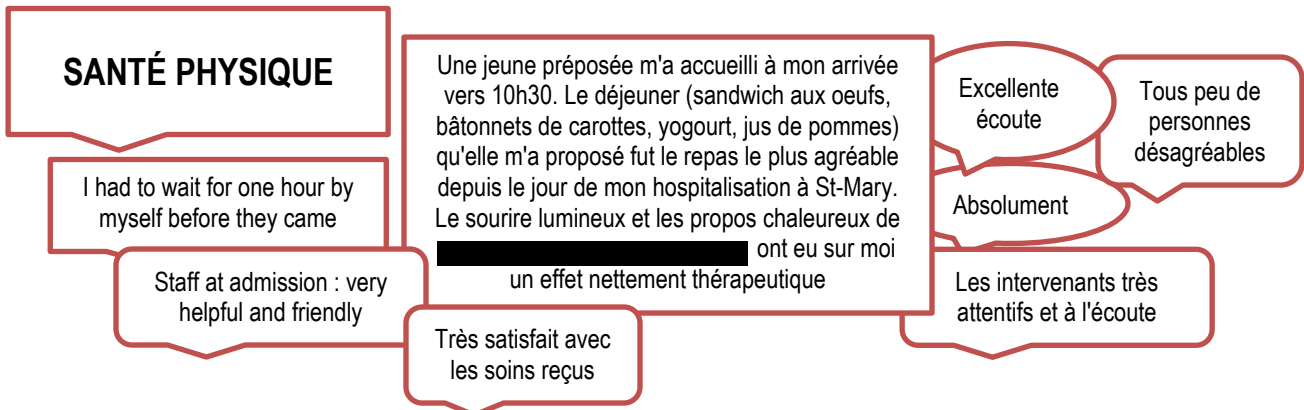 SANTÉ PHYSIQUE
I had to wait for one hour by
myself before they came
Staff at admission : very
helpful and friendly
Une jeune préposée m'a accueilli à mon arrivée
vers 10h30. Le déjeuner (sandwich aux oeufs,
bâtonnets de carottes, yogourt, jus de pommes)
qu'elle m'a proposé fut le repas le plus agréable
depuis le jour de mon hospitalisation à St-Mary.
Le sourire lumineux et les propos chaleureux de
ont eu sur moi
un effet nettement thérapeutique
Très satisfait avec
les soins reçus
Excellente
écoute
Tous peu de
personnes
désagréables
Absolument
Les intervenants très
attentifs et à l'écoute